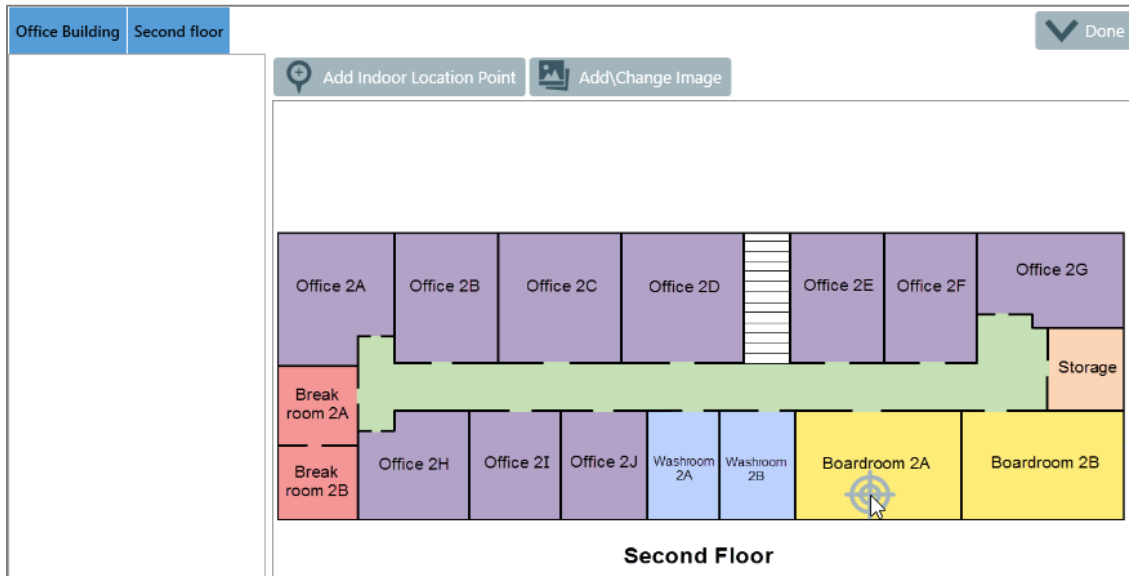 Office Building Second floor Done
Add Indoor Location Point Add\Change Image
Office 2A Office 2B Office 2C Office 2D Office 2E Office 2F Office 2G
Storage
Break
room 2A
Break
room 2B
Office 2H Office 2I Office 2J
Washroom
2A
Washroom
2B
Boardroom 2A Boardroom 2B
Second Floor